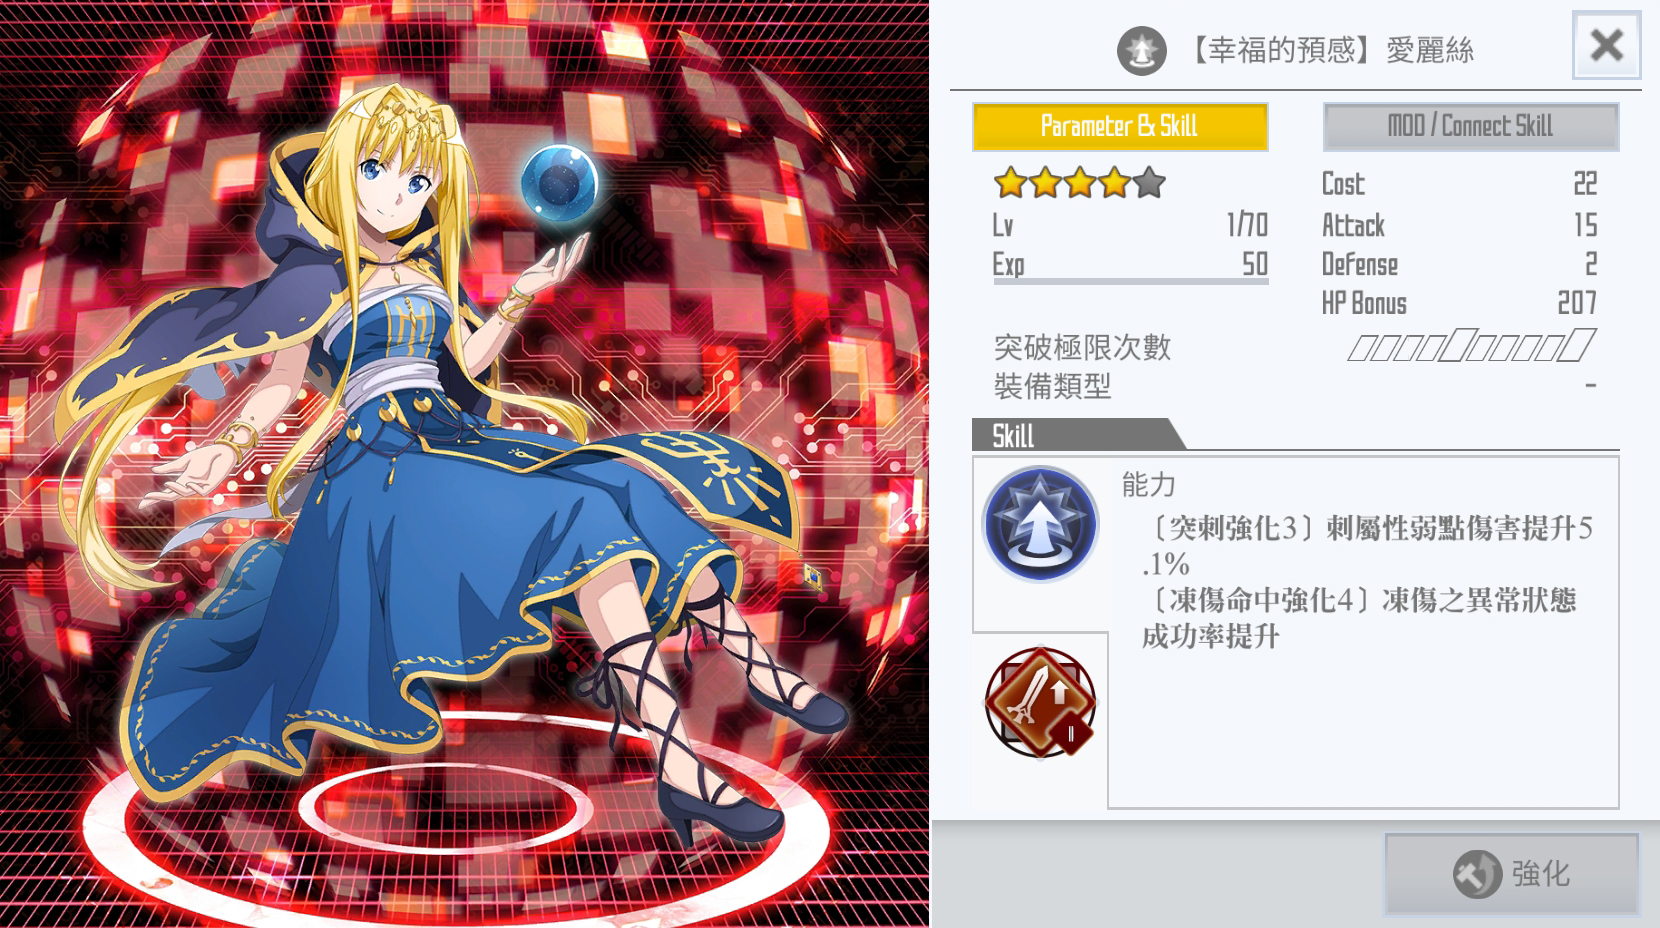 【幸福的預感】愛麗絲
Parameter & Skill
MOD / Connect Skill
Cost 22
Lv 1/70
Attack 15
Exp 50
Defense 2
HP Bonus 207
突破極限次數
裝備類型 -
Skill
能力
〔突刺強化3〕刺屬性弱點傷害提升5
.1%
〔凍傷命中強化4〕凍傷之異常狀態
成功率提升
II
強化